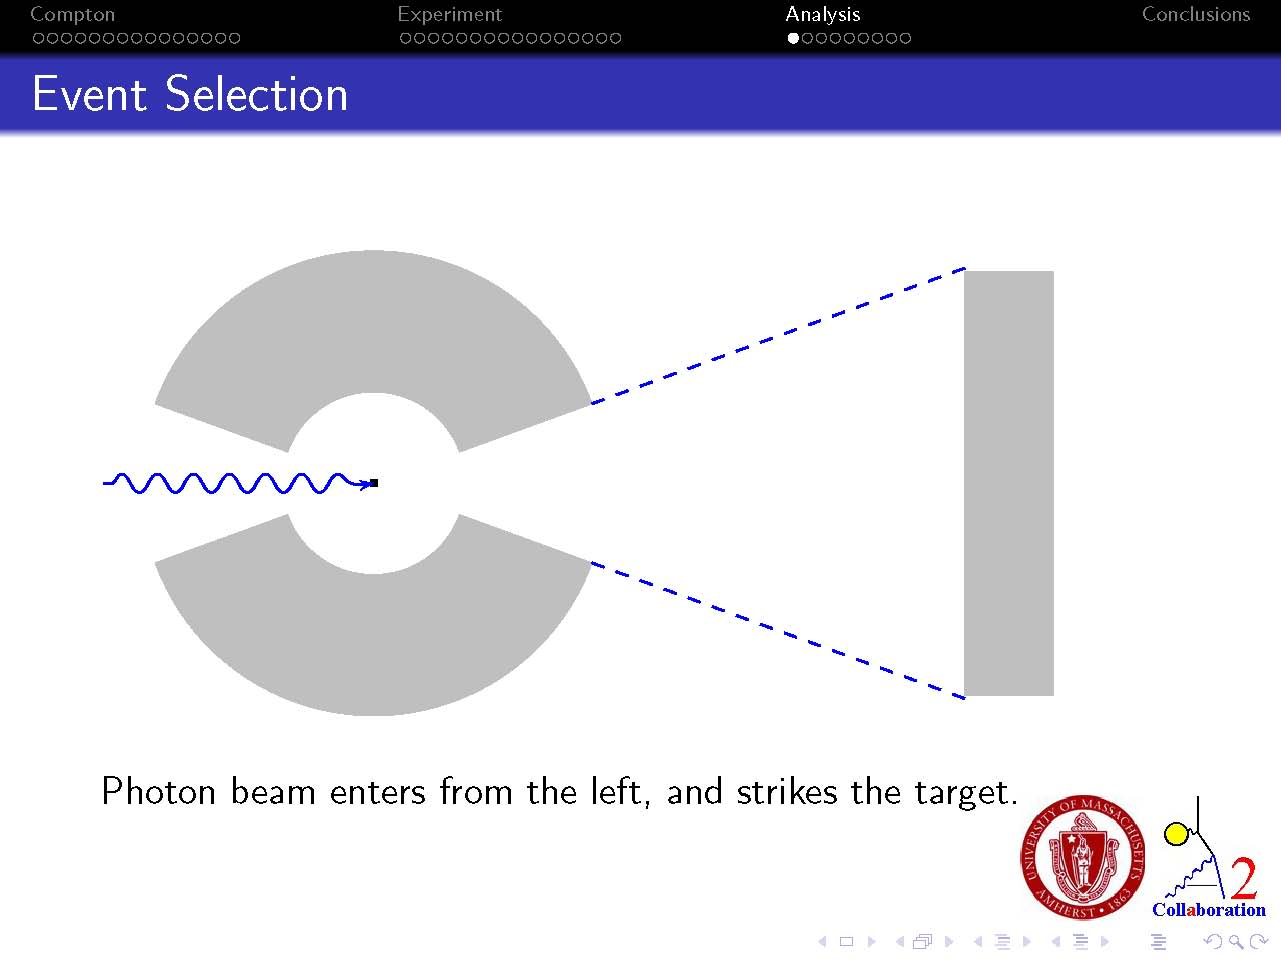 Compton Experiment Analysis Conclusions
Event Selection
Photon beam enters from the left, and strikes the target.
UNIVERSITY OF MASSACHUSETTS
AMHERST • 1863
2
Collaboration